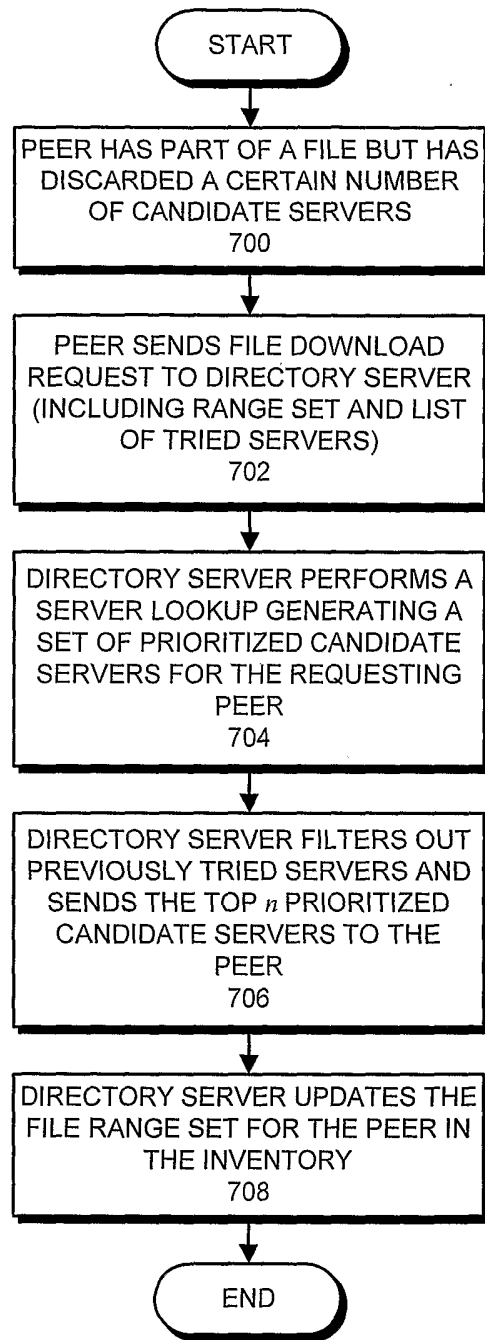 START
PEER HAS PART OF A FILE BUT HAS
DISCARDED A CERTAIN NUMBER
OF CANDIDATE SERVERS
700
PEER SENDS FILE DOWNLOAD
REQUEST TO DIRECTORY SERVER
(INCLUDING RANGE SET AND LIST
OF TRIED SERVERS)
702
DIRECTORY SERVER PERFORMS A
SERVER LOOKUP GENERATING A
SET OF PRIORITIZED CANDIDATE
SERVERS FOR THE REQUESTING
PEER
704
DIRECTORY SERVER FILTERS OUT
PREVIOUSLY TRIED SERVERS AND
SENDS THE TOP n PRIORITIZED
CANDIDATE SERVERS TO THE
PEER
706
DIRECTORY SERVER UPDATES THE
FILE RANGE SET FOR THE PEER IN
THE INVENTORY
708
END